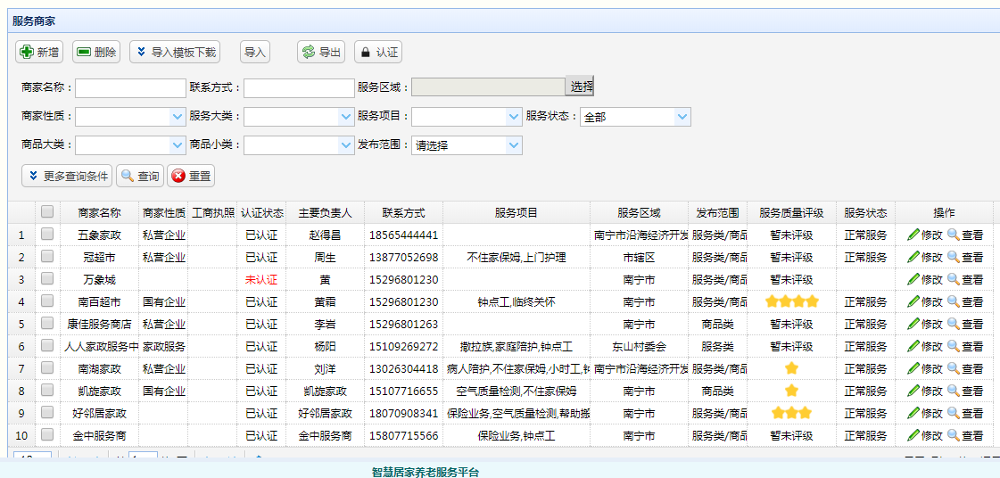 服务商家
新增 删除 导入模板下载 导入 导出 认证
商家名称： 联系方式： 服务区域： 选择
商家性质： 服务大类： 服务项目： 服务状态： 全部
商品大类： 商品小类： 发布范围： 请选择
更多查询条件 查询 重置
商家名称 商家性质 工商执照 认证状态 主要负责人 联系方式 服务项目 服务区域 发布范围 服务质量评级 服务状态 操作
1 五象家政 私营企业 已认证 赵得昌 18565444441 南宁市沿海经济开发 服务类/商品 暂未评级 正常服务 修改 查看
2 冠超市 私营企业 已认证 周生 13877052698 不住家保姆,上门护理 市辖区 服务类/商品 暂未评级 正常服务 修改 查看
3 万象城 未认证 黄 15296801230 南宁市 服务类/商品 暂未评级 修改 查看
4 南百超市 国有企业 已认证 黄霜 15296801230 钟点工,临终关怀 南宁市 服务类/商品 正常服务 修改 查看
5 康佳服务商店 私营企业 已认证 李岩 15296801263 南宁市 商品类 暂未评级 正常服务 修改 查看
6 人人家政服务中 家政服务 已认证 杨阳 15109269272 撒拉族,家庭陪护,钟点工 东山村委会 服务类 暂未评级 正常服务 修改 查看
7 南湖家政 私营企业 已认证 刘洋 13026304418 病人陪护,不住家保姆,小时工,钟 南宁市沿海经济开发 服务类/商品 正常服务 修改 查看
8 凯旋家政 国有企业 已认证 凯旋家政 15107716655 空气质量检测,不住家保姆 南宁市 商品类 正常服务 修改 查看
9 好邻居家政 已认证 好邻居家政 18070908341 保险业务,空气质量检测,帮助搬 南宁市 服务类/商品 正常服务 修改 查看
10 金中服务商 已认证 金中服务商 15807715566 保险业务,钟点工 南宁市 服务类/商品 暂未评级 正常服务 修改 查看
智慧居家养老服务平台